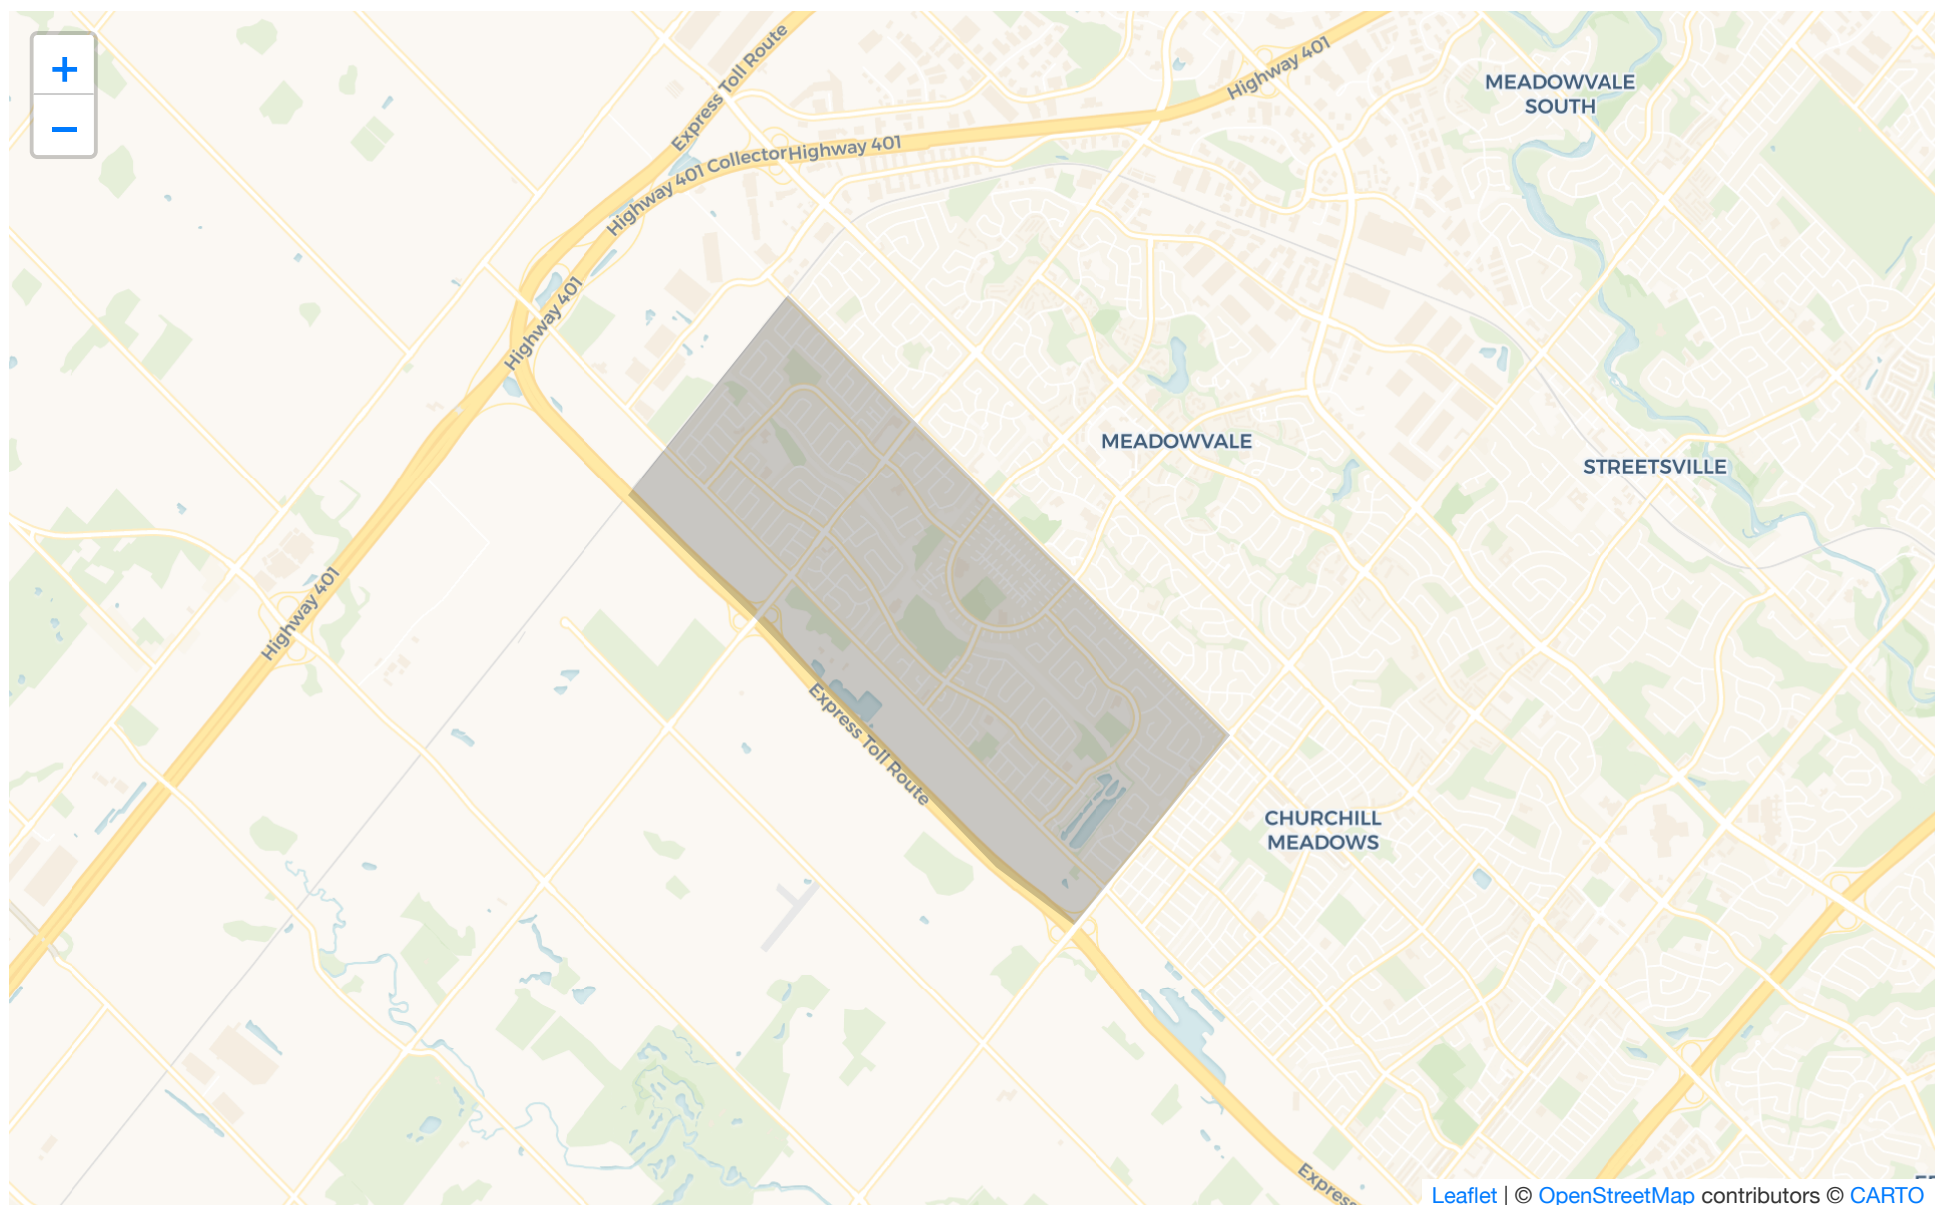 +
−
Express Toll Route
Highway 401
MEADOWVALE
SOUTH
Highway 401 Collector
Highway 401
Highway 401
MEADOWVALE
STREETSVILLE
Highway 401
Express Toll Route
CHURCHILL
MEADOWS
Express
Leaflet | © OpenStreetMap contributors © CARTO